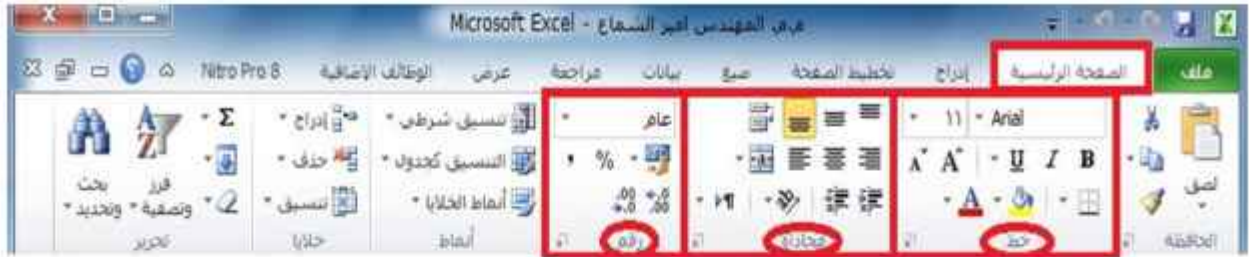 م.م. المهندس امير السماع - Microsoft Excel
ملف الصفحة الرئيسية إدراج تخطيط الصفحة صيغ بيانات مراجعة عرض الوظائف الإضافية Nitro Pro 8
Arial ١١ عام تنسيق شرطي إدراج Σ
B I U A A % , التنسيق كجدول حذف
لصق A أنماط الخلايا تنسيق فرز وتصفية بحث وتحديد
الحافظة خط محاذاة رقم أنماط خلايا تحرير